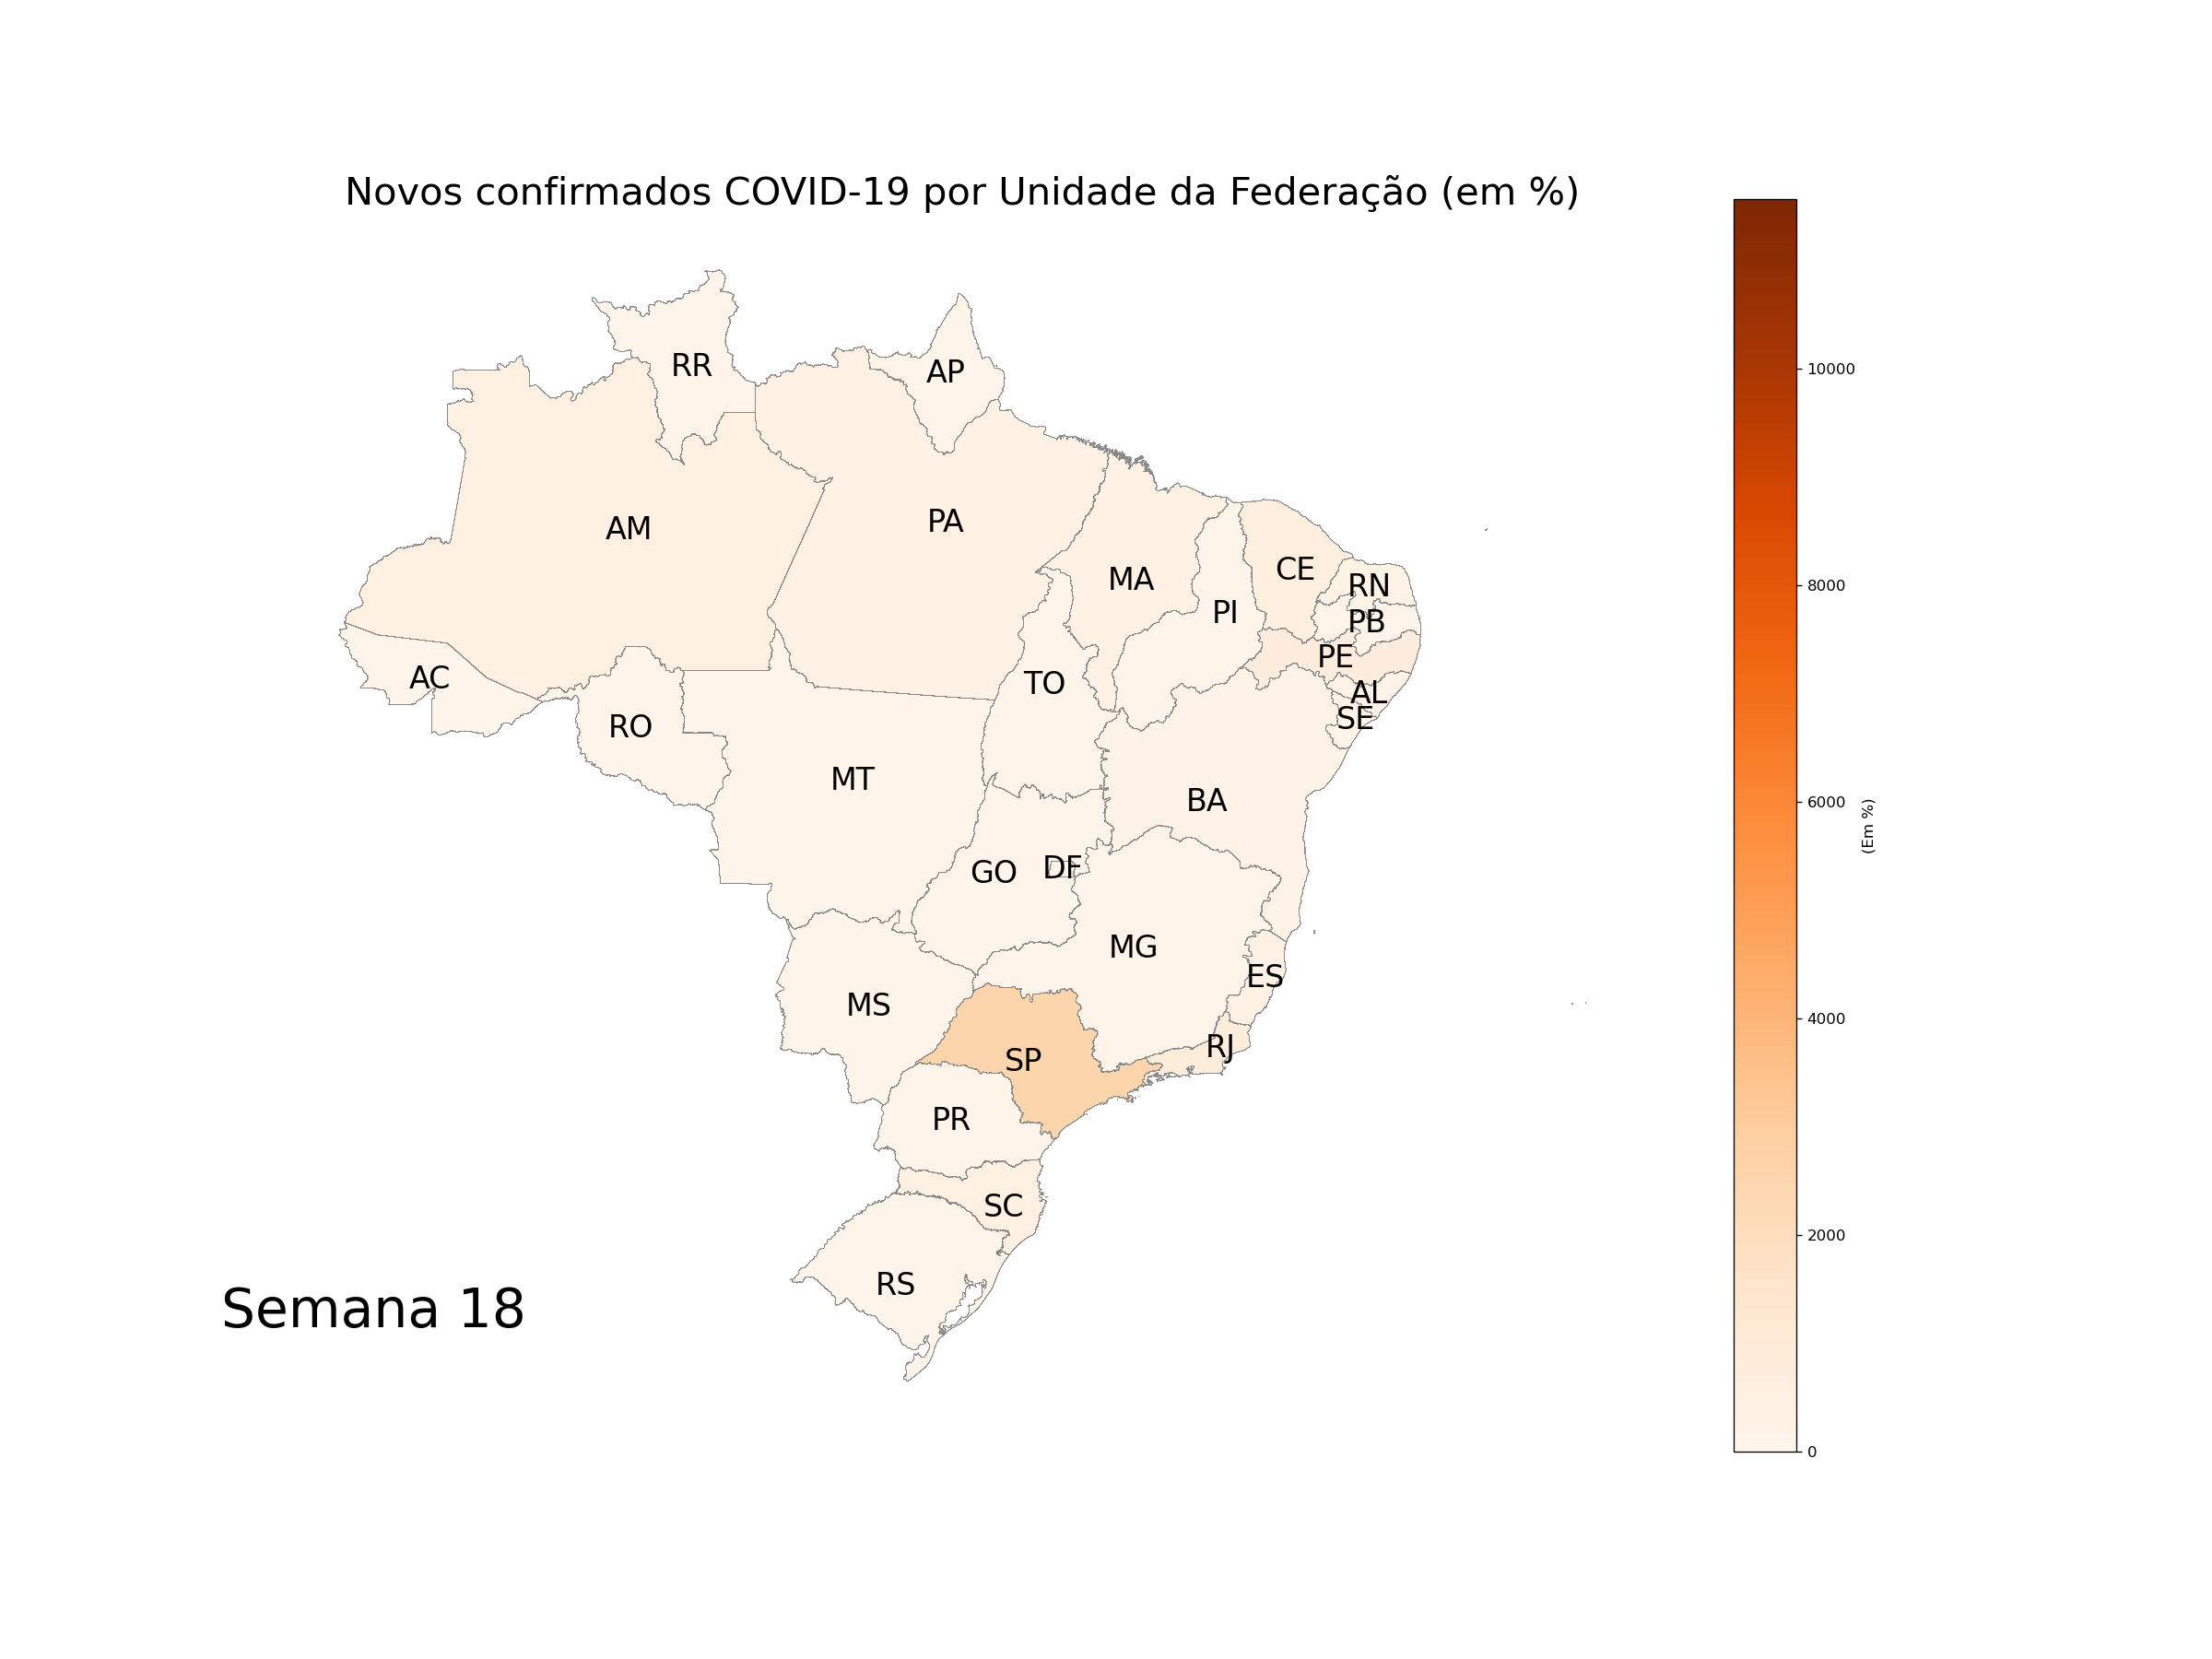 Novos confirmados COVID-19 por Unidade da Federação (em %)
RR
AP
AM
PA
MA
CE
RN
PI
PB
PE
AC
TO
AL
SE
RO
MT
BA
GO
DF
MG
ES
MS
RJ
SP
PR
SC
RS
Semana 18
10000
8000
6000
4000
2000
0
(Em %)